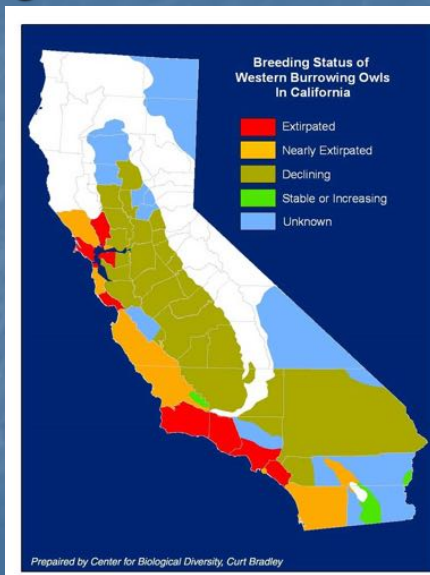 Breeding Status of
Western Burrowing Owls
In California
Extirpated
Nearly Extirpated
Declining
Stable or Increasing
Unknown
Prepaired by Center for Biological Diversity, Curt Bradley